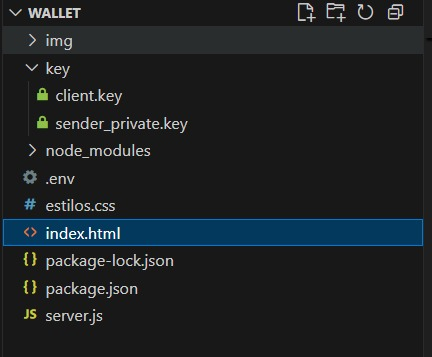 WALLET
img
key
client.key
sender_private.key
node_modules
.env
# estilos.css
<> index.html
{} package-lock.json
{} package.json
JS server.js